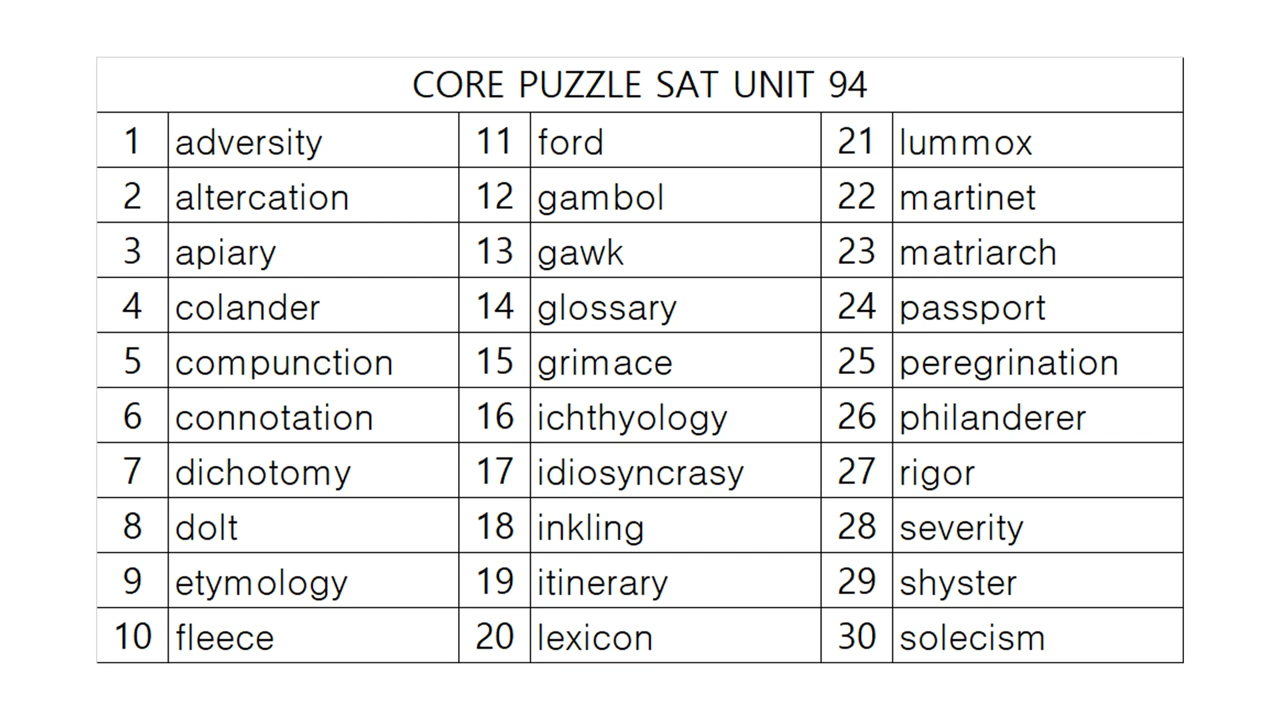 CORE PUZZLE SAT UNIT 94
1 adversity 11 ford 21 lummox
2 altercation 12 gambol 22 martinet
3 apiary 13 gawk 23 matriarch
4 colander 14 glossary 24 passport
5 compunction 15 grimace 25 peregrination
6 connotation 16 ichthyology 26 philanderer
7 dichotomy 17 idiosyncrasy 27 rigor
8 dolt 18 inkling 28 severity
9 etymology 19 itinerary 29 shyster
10 fleece 20 lexicon 30 solecism